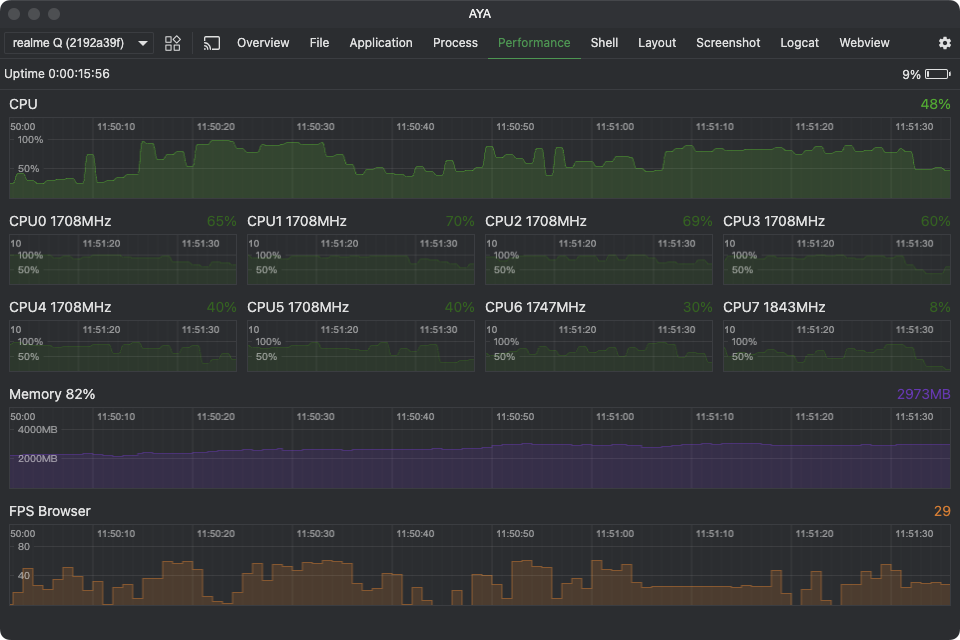 AYA
realme Q (2192a39f) Overview File Application Process Performance Shell Layout Screenshot Logcat Webview
Uptime 0:00:15:56 9%
CPU 48%
50:00 11:50:10 11:50:20 11:50:30 11:50:40 11:50:50 11:51:00 11:51:10 11:51:20 11:51:30
100%
50%
CPU0 1708MHz 65% CPU1 1708MHz 70% CPU2 1708MHz 69% CPU3 1708MHz 60%
10 11:51:20 11:51:30 10 11:51:20 11:51:30 10 11:51:20 11:51:30 10 11:51:20 11:51:30
100% 100% 100% 100%
50% 50% 50% 50%
CPU4 1708MHz 40% CPU5 1708MHz 40% CPU6 1747MHz 30% CPU7 1843MHz 8%
10 11:51:20 11:51:30 10 11:51:20 11:51:30 10 11:51:20 11:51:30 10 11:51:20 11:51:30
100% 100% 100% 100%
50% 50% 50% 50%
Memory 82% 2973MB
50:00 11:50:10 11:50:20 11:50:30 11:50:40 11:50:50 11:51:00 11:51:10 11:51:20 11:51:30
4000MB
2000MB
FPS Browser 29
50:00 11:50:10 11:50:20 11:50:30 11:50:40 11:50:50 11:51:00 11:51:10 11:51:20 11:51:30
80
40